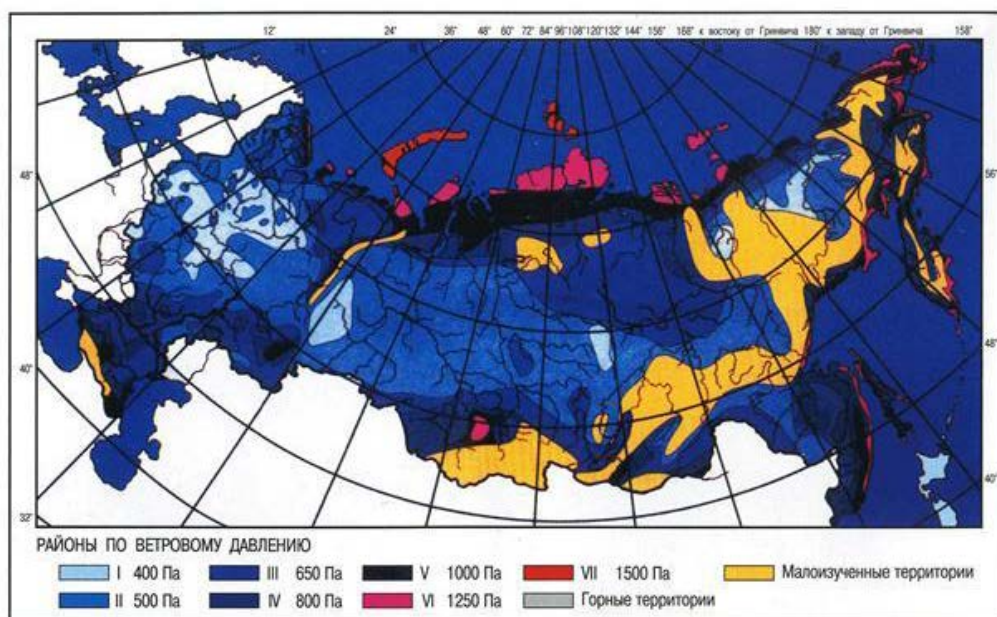 12° 24° 36° 48° 60° 72° 84° 96° 108° 120° 132° 144° 156° 168° к востоку от Гринвича 180° к западу от Гринвича 158°
48°
56°
40°
48°
32°
40°
РАЙОНЫ ПО ВЕТРОВОМУ ДАВЛЕНИЮ
I 400 Па III 650 Па V 1000 Па VII 1500 Па Малоизученные территории
II 500 Па IV 800 Па VI 1250 Па Горные территории